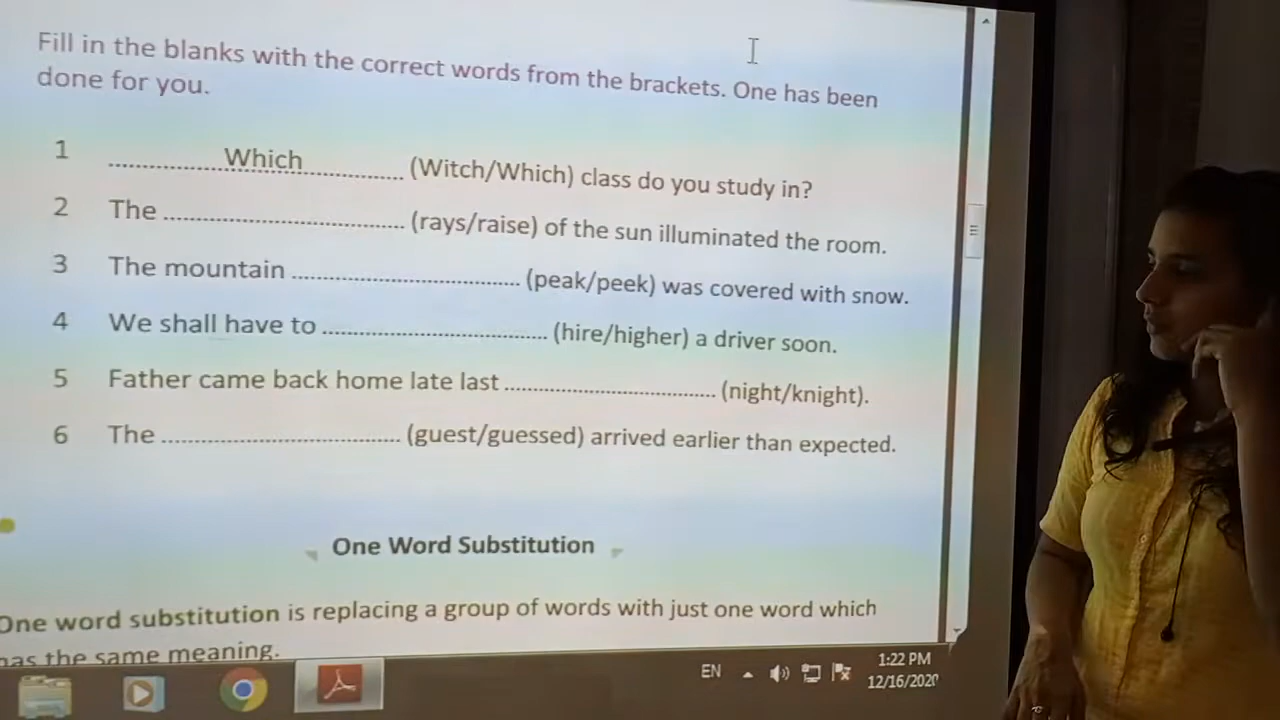 Fill in the blanks with the correct words from the brackets. One has been
done for you.
1 ........Which........ (Witch/Which) class do you study in?
2 The ................ (rays/raise) of the sun illuminated the room.
3 The mountain ................ (peak/peek) was covered with snow.
4 We shall have to ................ (hire/higher) a driver soon.
5 Father came back home late last ................ (night/knight).
6 The ................ (guest/guessed) arrived earlier than expected.
One Word Substitution
One word substitution is replacing a group of words with just one word which
has the same meaning.
EN
1:22 PM
12/16/2020